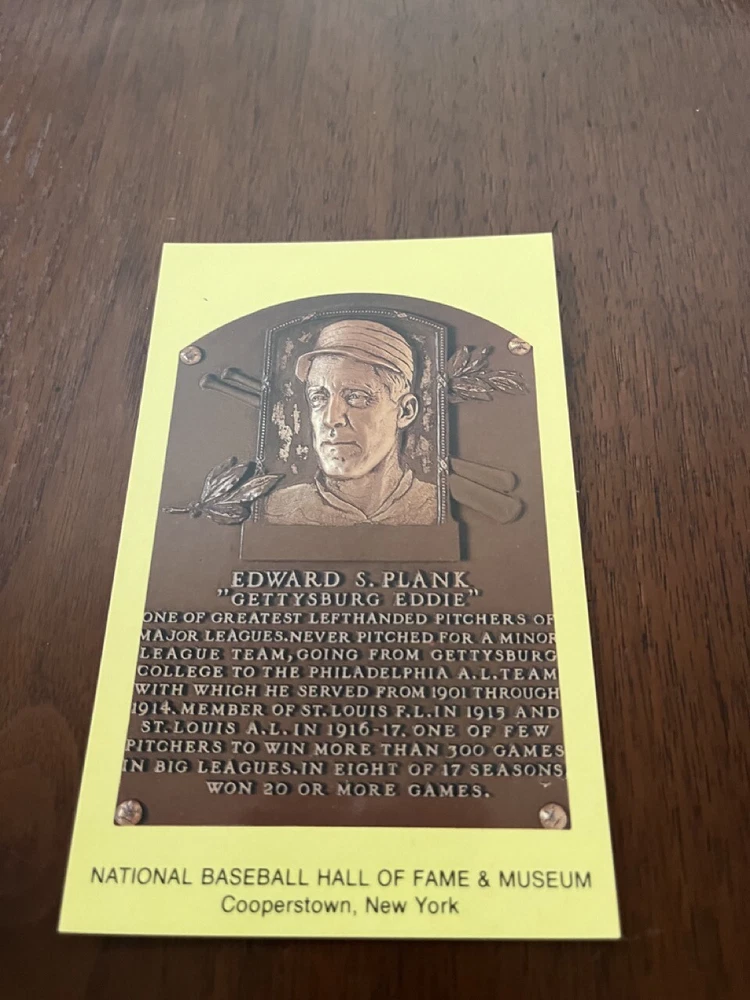 EDWARD S. PLANK
"GETTYSBURG EDDIE"
ONE OF GREATEST LEFTHANDED PITCHERS OF
MAJOR LEAGUES. NEVER PITCHED FOR A MINOR
LEAGUE TEAM, GOING FROM GETTYSBURG
COLLEGE TO THE PHILADELPHIA A.L. TEAM
WITH WHICH HE SERVED FROM 1901 THROUGH
1914. MEMBER OF ST. LOUIS F.L. IN 1915 AND
ST. LOUIS A.L. IN 1916-17. ONE OF FEW
PITCHERS TO WIN MORE THAN 300 GAMES
IN BIG LEAGUES. IN EIGHT OF 17 SEASONS
WON 20 OR MORE GAMES.
NATIONAL BASEBALL HALL OF FAME & MUSEUM
Cooperstown, New York